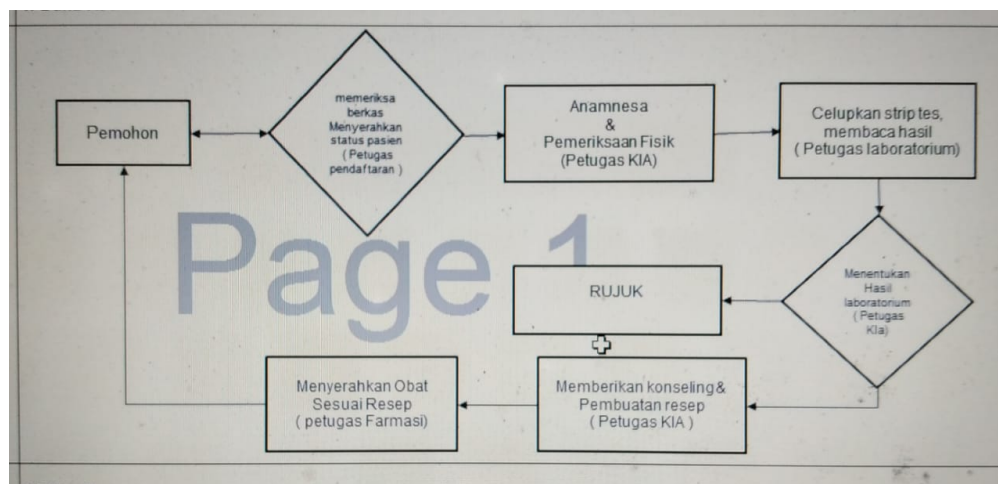 Pemohon
memeriksa
berkas
Menyerahkan
status pasien
( Petugas
pendaftaran )
Anamnesa
&
Pemeriksaan Fisik
(Petugas KIA)
Celupkan strip tes,
membaca hasil
( Petugas laboratorium)
Menentukan
Hasil
laboratorium
( Petugas
KIa)
RUJUK
Memberikan konseling &
Pembuatan resep
( Petugas KIA )
Menyerahkan Obat
Sesuai Resep
( petugas Farmasi)
Page 1